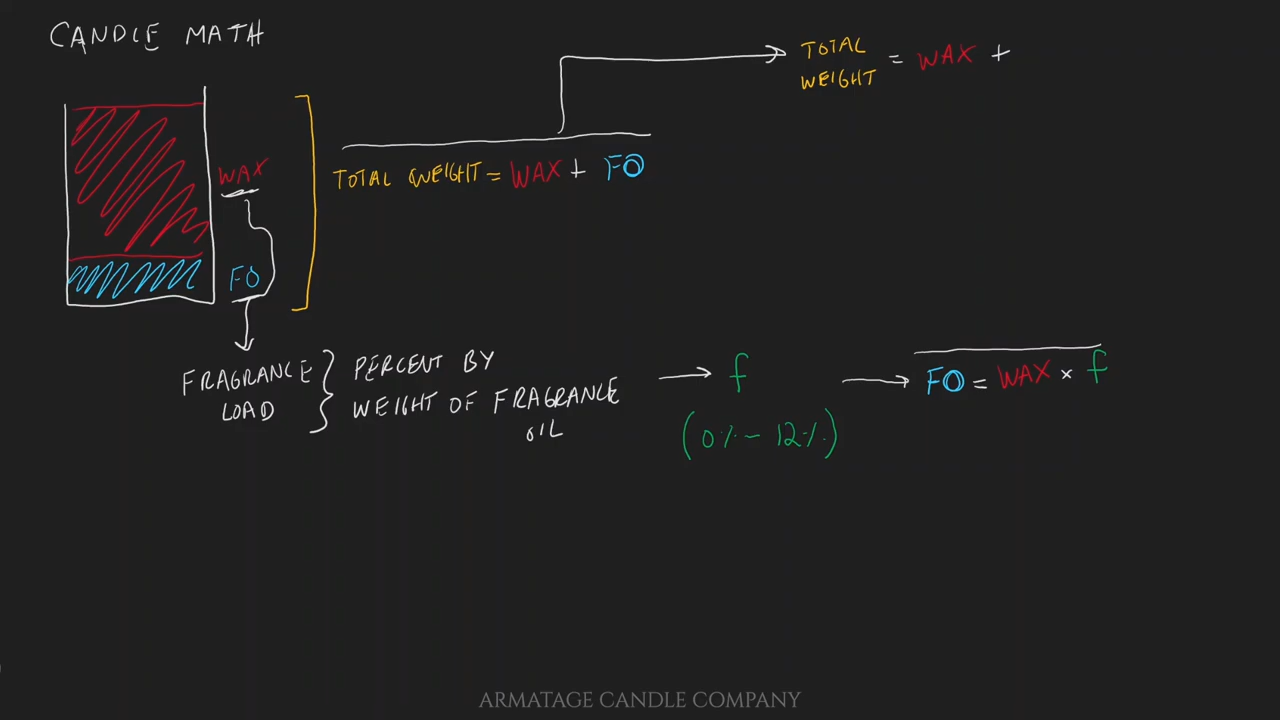 CANDLE MATH
TOTAL
WEIGHT = WAX +
WAX
TOTAL WEIGHT = WAX + FO
FO
FRAGRANCE
LOAD
PERCENT BY
WEIGHT OF FRAGRANCE
OIL
f
(0% - 12%)
FO = WAX × f
ARMATAGE CANDLE COMPANY